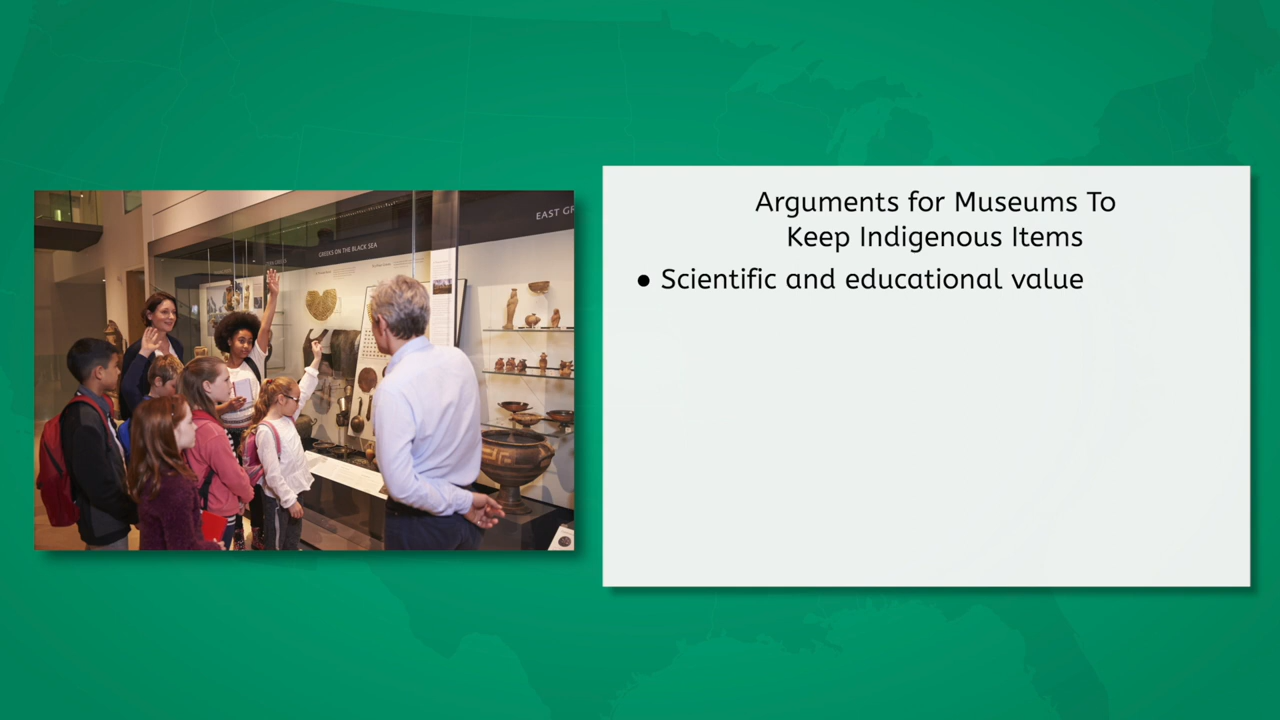 GREEKS ON THE BLACK SEA
EAST GR
Arguments for Museums To
Keep Indigenous Items
● Scientific and educational value